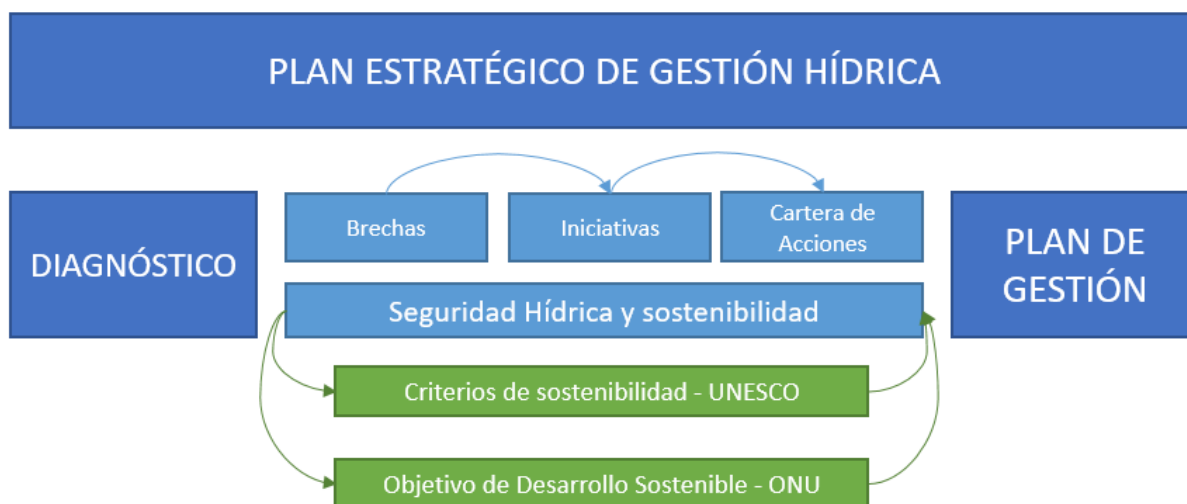 PLAN ESTRATÉGICO DE GESTIÓN HÍDRICA
DIAGNÓSTICO
Brechas
Iniciativas
Cartera de
Acciones
Seguridad Hídrica y sostenibilidad
Criterios de sostenibilidad - UNESCO
Objetivo de Desarrollo Sostenible - ONU
PLAN DE
GESTIÓN